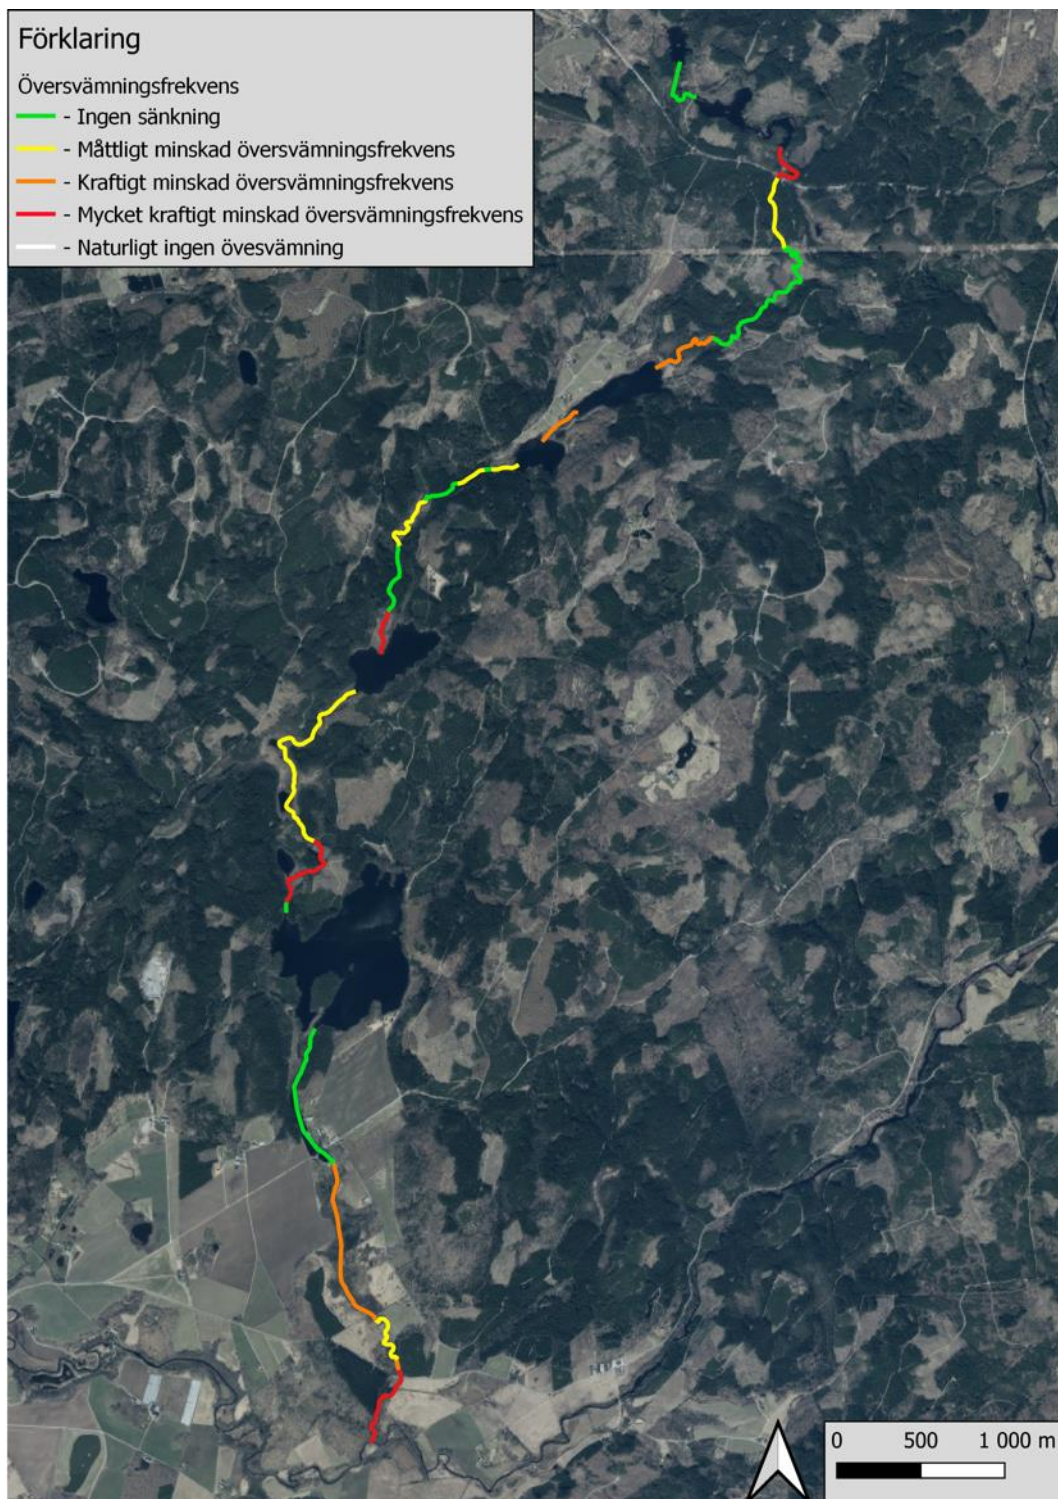 Förklaring
Översvämningsfrekvens
- Ingen sänkning
- Måttligt minskad översvämningsfrekvens
- Kraftigt minskad översvämningsfrekvens
- Mycket kraftigt minskad översvämningsfrekvens
- Naturligt ingen övesvämning
0 500 1 000 m